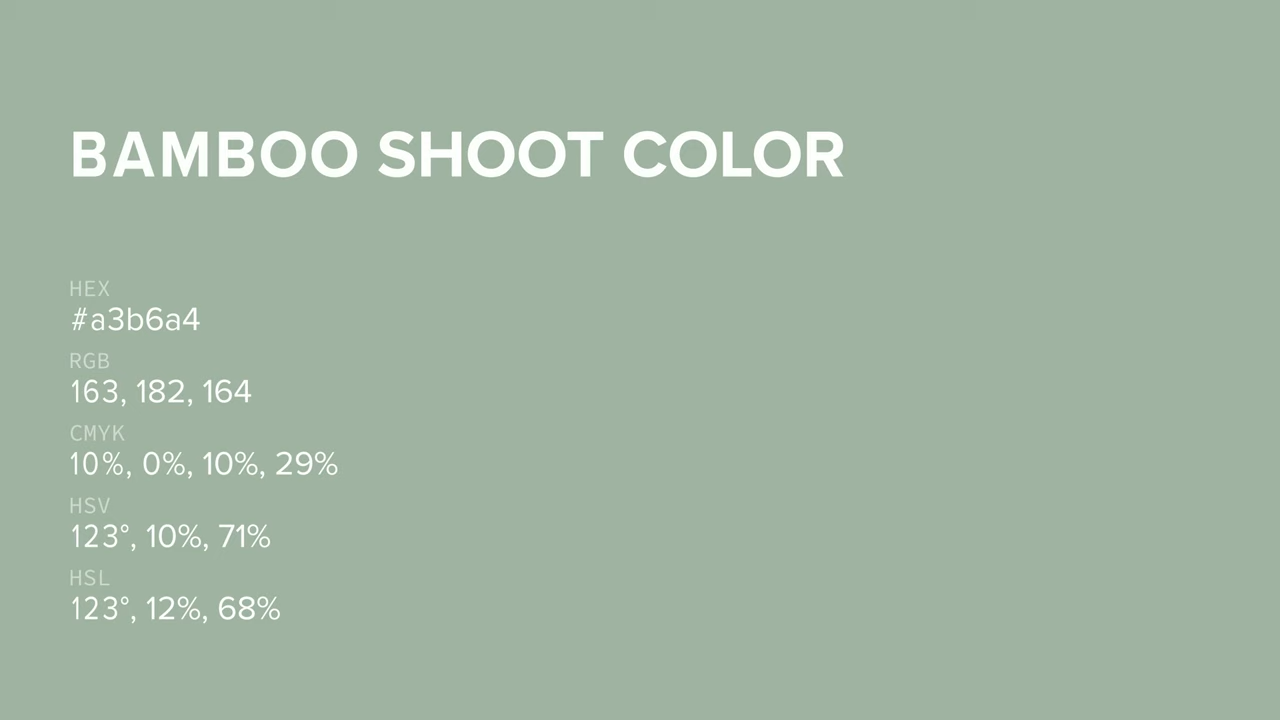 BAMBOO SHOOT COLOR
HEX
#a3b6a4
RGB
163, 182, 164
CMYK
10%, 0%, 10%, 29%
HSV
123°, 10%, 71%
HSL
123°, 12%, 68%